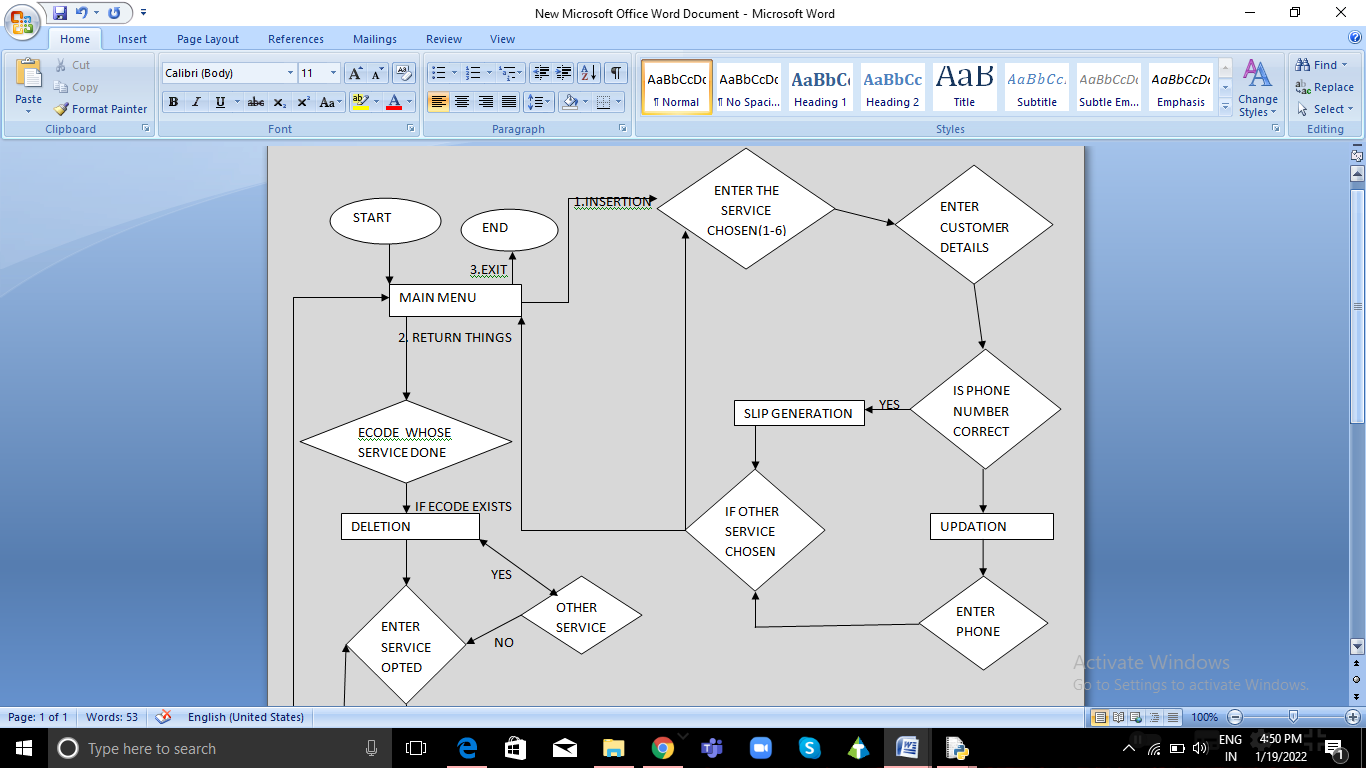 New Microsoft Office Word Document - Microsoft Word
Home Insert Page Layout References Mailings Review View
Paste
Cut
Copy
Format Painter
Clipboard
Calibri (Body) 11
B I U abc x₂ x² Aa
ab A
Font
Paragraph
AaBbCcDc AaBbCcDc AaBbC AaBbCc AaB AaBbCc. AaBbCcDc AaBbCcDc
¶ Normal ¶ No Spaci... Heading 1 Heading 2 Title Subtitle Subtle Em... Emphasis
Change
Styles
Styles
Find
Replace
Select
Editing
START
END
3.EXIT
MAIN MENU
1.INSERTION
ENTER THE
SERVICE
CHOSEN(1-6)
ENTER
CUSTOMER
DETAILS
2. RETURN THINGS
ECODE WHOSE
SERVICE DONE
IF ECODE EXISTS
DELETION
YES
OTHER
SERVICE
NO
ENTER
SERVICE
OPTED
IS PHONE
NUMBER
CORRECT
YES
SLIP GENERATION
IF OTHER
SERVICE
CHOSEN
UPDATION
ENTER
PHONE
Activate Windows
Go to Settings to activate Windows.
Page: 1 of 1 Words: 53 English (United States) 100%
Type here to search
ENG
IN
4:50 PM
1/19/2022
1